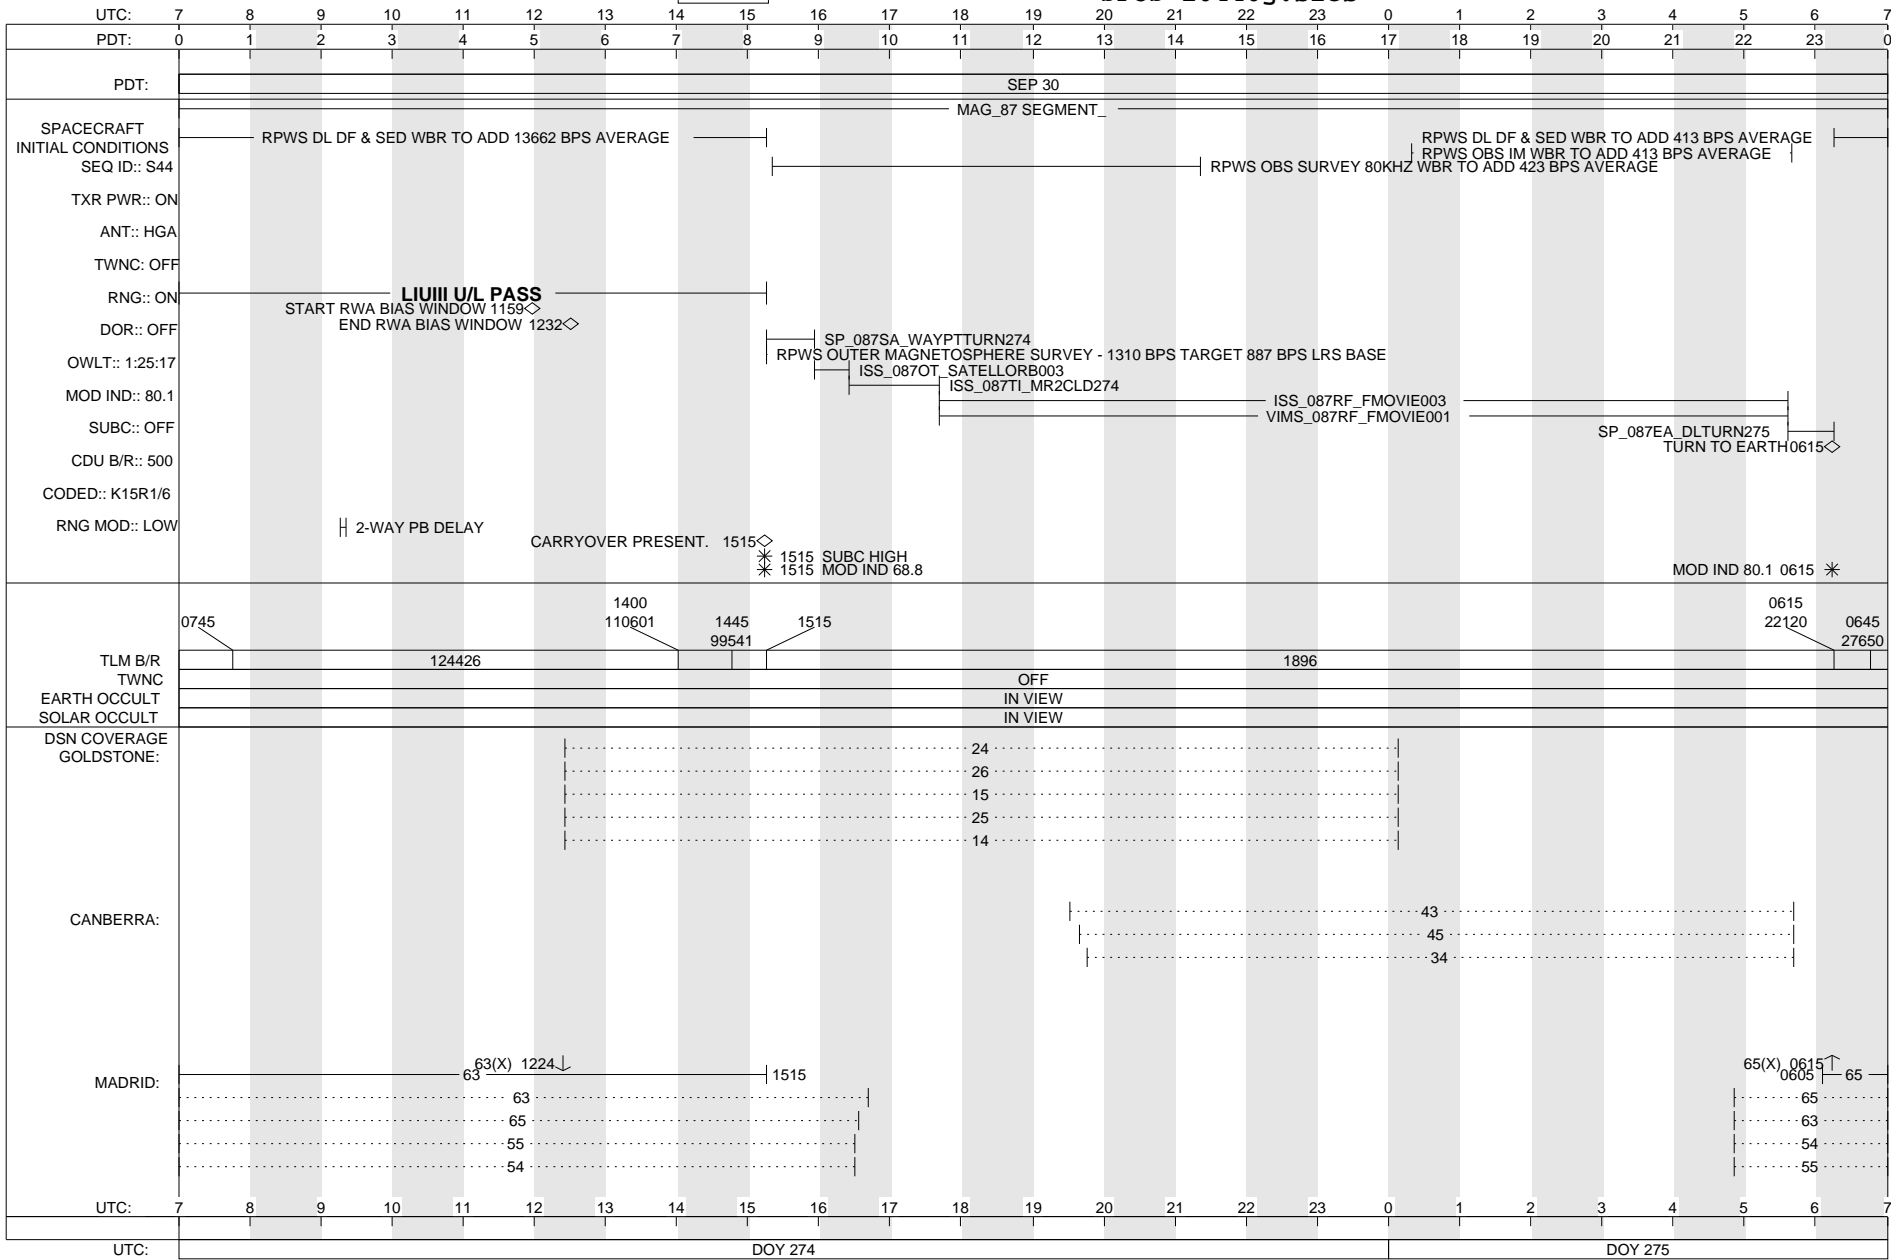 UTC: 7 8 9 10 11 12 13 14 15 16 17 18 19 20 21 22 23 0 1 2 3 4 5 6 7
PDT: 0 1 2 3 4 5 6 7 8 9 10 11 12 13 14 15 16 17 18 19 20 21 22 23 0
PDT: SEP 30
MAG_87 SEGMENT_
SPACECRAFT
INITIAL CONDITIONS
RPWS DL DF & SED WBR TO ADD 13662 BPS AVERAGE
RPWS DL DF & SED WBR TO ADD 413 BPS AVERAGE
RPWS OBS IM WBR TO ADD 413 BPS AVERAGE
SEQ ID:: S44
RPWS OBS SURVEY 80KHZ WBR TO ADD 423 BPS AVERAGE
TXR PWR:: ON
ANT:: HGA
TWNC: OFF
RNG:: ON
LIUIII U/L PASS
START RWA BIAS WINDOW 1159
END RWA BIAS WINDOW 1232
DOR:: OFF
SP_087SA_WAYPTTURN274
RPWS OUTER MAGNETOSPHERE SURVEY - 1310 BPS TARGET 887 BPS LRS BASE
OWLT:: 1:25:17
ISS_087OT_SATELLORB003
ISS_087TI_MR2CLD274
MOD IND:: 80.1
ISS_087RF_FMOVIE003
VIMS_087RF_FMOVIE001
SUBC:: OFF
SP_087EA_DLTURN275
TURN TO EARTH 0615
CDU B/R:: 500
CODED:: K15R1/6
RNG MOD:: LOW
2-WAY PB DELAY
CARRYOVER PRESENT. 1515
1515 SUBC HIGH
1515 MOD IND 68.8
MOD IND 80.1 0615
0745
1400
110601
1445
99541
1515
0615
22120
0645
27650
TLM B/R 124426 1896
TWNC OFF
EARTH OCCULT IN VIEW
SOLAR OCCULT IN VIEW
DSN COVERAGE
GOLDSTONE:
24
26
15
25
14
CANBERRA:
43
45
34
MADRID:
63(X) 1224
63 1515
65(X) 0615
0605 65
63 65
65 63
55 54
54 55
UTC: 7 8 9 10 11 12 13 14 15 16 17 18 19 20 21 22 23 0 1 2 3 4 5 6 7
UTC: DOY 274 DOY 275